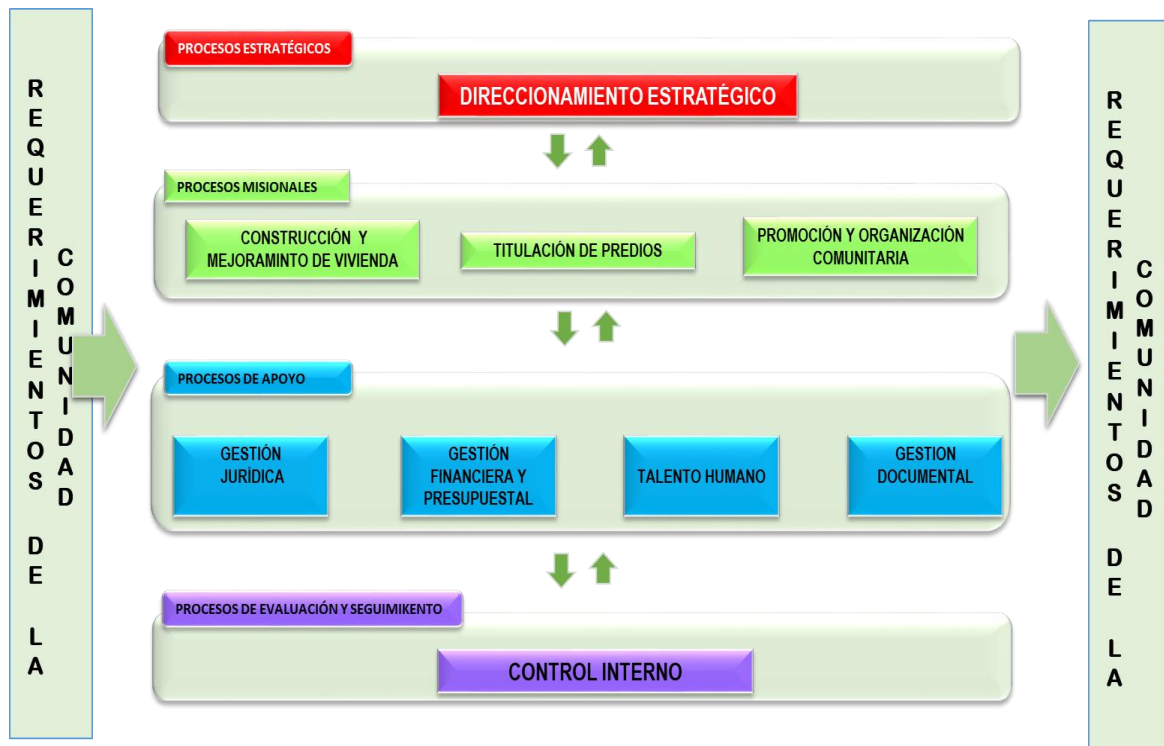 REQUERIMIENTOS DE LA
COMUNIDAD
PROCESOS ESTRATÉGICOS
DIRECCIONAMIENTO ESTRATÉGICO
PROCESOS MISIONALES
CONSTRUCCIÓN Y
MEJORAMINTO DE VIVIENDA
TITULACIÓN DE PREDIOS
PROMOCIÓN Y ORGANIZACIÓN
COMUNITARIA
PROCESOS DE APOYO
GESTIÓN
JURÍDICA
GESTIÓN
FINANCIERA Y
PRESUPUESTAL
TALENTO HUMANO
GESTION
DOCUMENTAL
PROCESOS DE EVALUACIÓN Y SEGUIMIKENTO
CONTROL INTERNO
REQUERIMIENTOS DE LA
COMUNIDAD